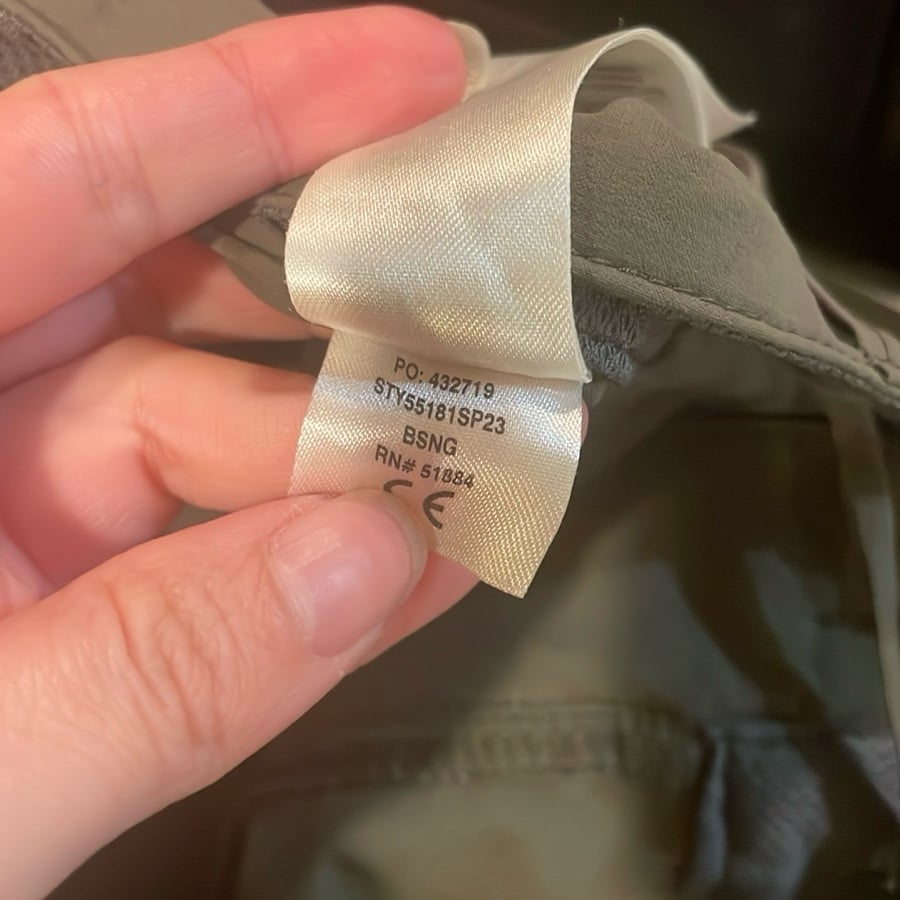 PO: 432719
STY55181SP23
BSNG
RN# 51884
CE